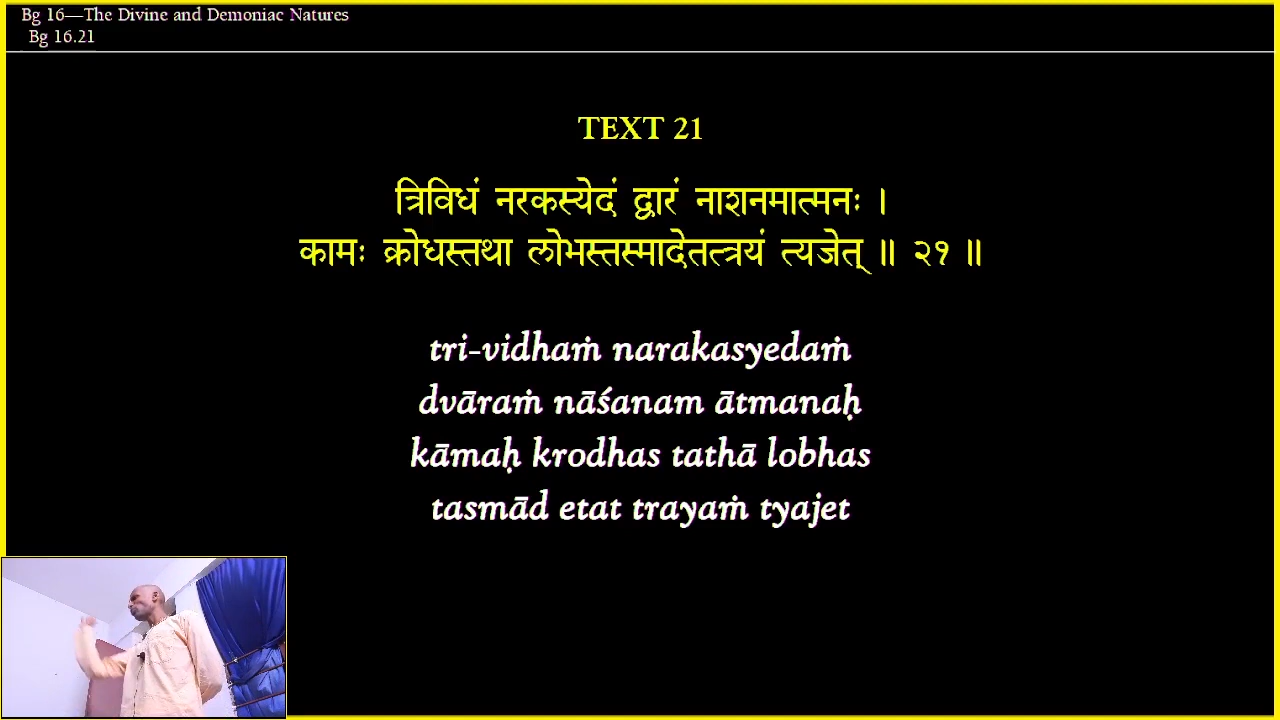 Bg 16—The Divine and Demoniac Natures
Bg 16.21
TEXT 21
त्रिविधं नरकस्येदं द्वारं नाशनमात्मनः ।
कामः क्रोधस्तथा लोभस्तस्मादेतत्त्रयं त्यजेत् ॥ २१ ॥
tri-vidhaṁ narakasyedaṁ
dvāraṁ nāśanam ātmanaḥ
kāmaḥ krodhas tathā lobhas
tasmād etat trayaṁ tyajet